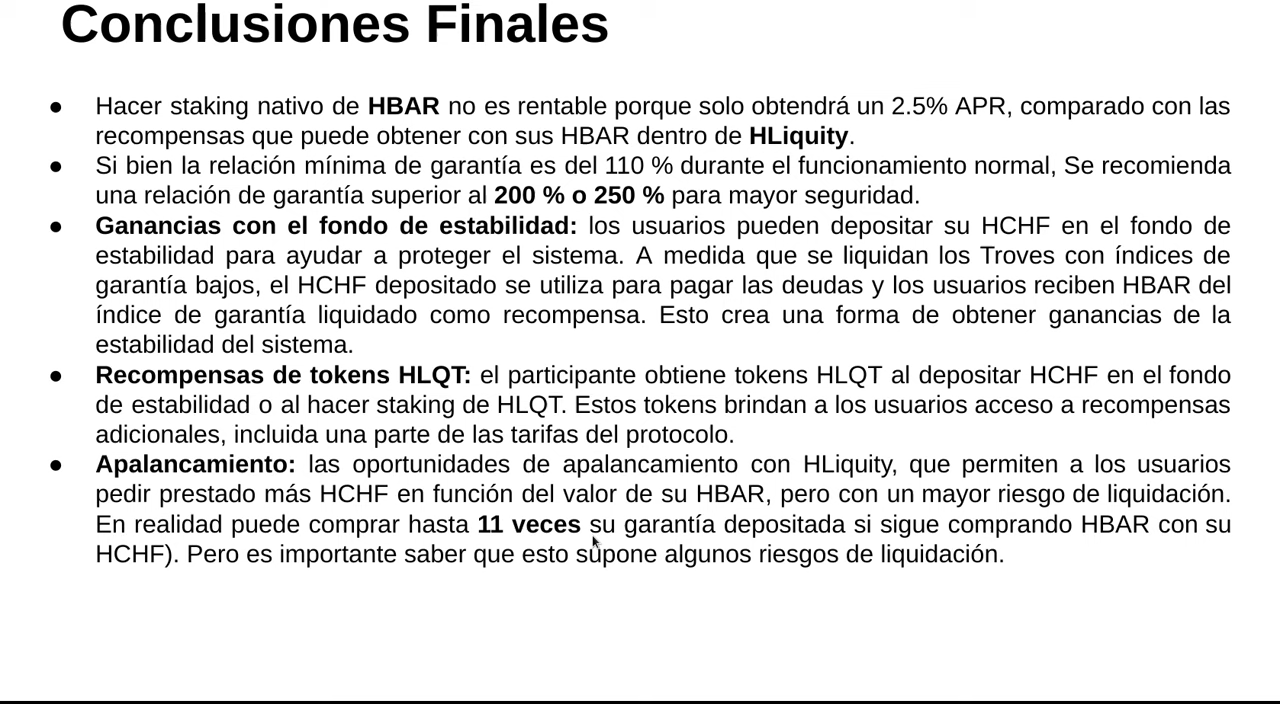 Conclusiones Finales
● Hacer staking nativo de HBAR no es rentable porque solo obtendrá un 2.5% APR, comparado con las
recompensas que puede obtener con sus HBAR dentro de HLiquity.
● Si bien la relación mínima de garantía es del 110 % durante el funcionamiento normal, Se recomienda
una relación de garantía superior al 200 % o 250 % para mayor seguridad.
● Ganancias con el fondo de estabilidad: los usuarios pueden depositar su HCHF en el fondo de
estabilidad para ayudar a proteger el sistema. A medida que se liquidan los Troves con índices de
garantía bajos, el HCHF depositado se utiliza para pagar las deudas y los usuarios reciben HBAR del
índice de garantía liquidado como recompensa. Esto crea una forma de obtener ganancias de la
estabilidad del sistema.
● Recompensas de tokens HLQT: el participante obtiene tokens HLQT al depositar HCHF en el fondo
de estabilidad o al hacer staking de HLQT. Estos tokens brindan a los usuarios acceso a recompensas
adicionales, incluida una parte de las tarifas del protocolo.
● Apalancamiento: las oportunidades de apalancamiento con HLiquity, que permiten a los usuarios
pedir prestado más HCHF en función del valor de su HBAR, pero con un mayor riesgo de liquidación.
En realidad puede comprar hasta 11 veces su garantía depositada si sigue comprando HBAR con su
HCHF). Pero es importante saber que esto supone algunos riesgos de liquidación.